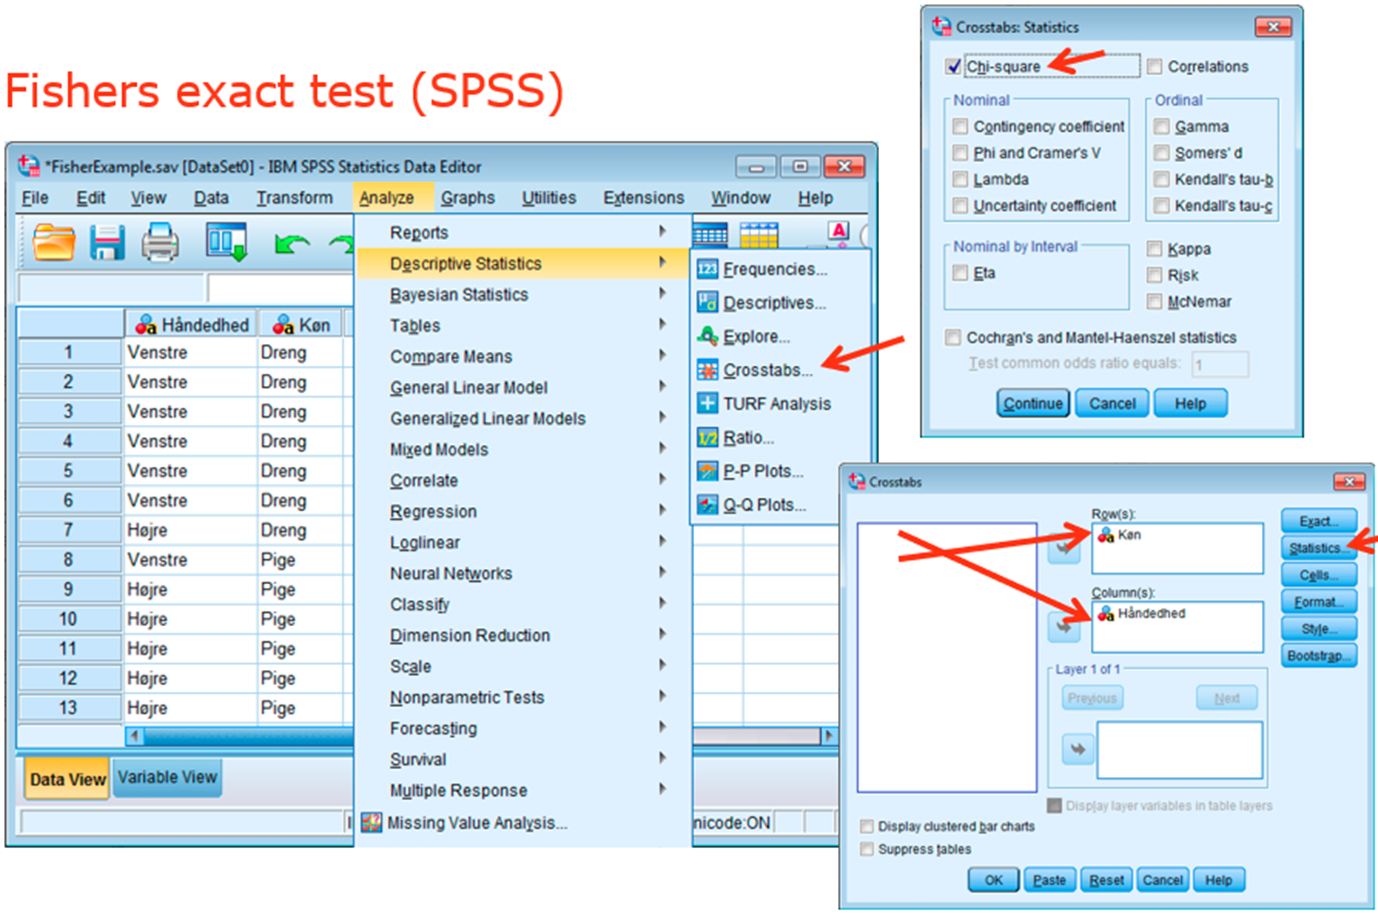 Fishers exact test (SPSS)
*FisherExample.sav [DataSet0] - IBM SPSS Statistics Data Editor
File Edit View Data Transform Analyze Graphs Utilities Extensions Window Help
Håndedhed Køn
1 Venstre Dreng
2 Venstre Dreng
3 Venstre Dreng
4 Venstre Dreng
5 Venstre Dreng
6 Venstre Dreng
7 Højre Dreng
8 Venstre Pige
9 Højre Pige
10 Højre Pige
11 Højre Pige
12 Højre Pige
13 Højre Pige
Data View Variable View
nicode:ON
Reports
Descriptive Statistics
Bayesian Statistics
Tables
Compare Means
General Linear Model
Generalized Linear Models
Mixed Models
Correlate
Regression
Loglinear
Neural Networks
Classify
Dimension Reduction
Scale
Nonparametric Tests
Forecasting
Survival
Multiple Response
Missing Value Analysis...
Frequencies...
Descriptives...
Explore...
Crosstabs...
TURF Analysis
Ratio...
P-P Plots...
Q-Q Plots...
Crosstabs: Statistics
Chi-square Correlations
Nominal Ordinal
Contingency coefficient Gamma
Phi and Cramer's V Somers' d
Lambda Kendall's tau-b
Uncertainty coefficient Kendall's tau-c
Nominal by Interval Kappa
Eta Risk
McNemar
Cochran's and Mantel-Haenszel statistics
Test common odds ratio equals: 1
Continue Cancel Help
Crosstabs
Row(s):
Køn
Column(s):
Håndedhed
Exact...
Statistics...
Cells...
Format...
Style...
Bootstrap...
Layer 1 of 1
Previous Next
Display layer variables in table layers
Display clustered bar charts
Suppress tables
OK Paste Reset Cancel Help